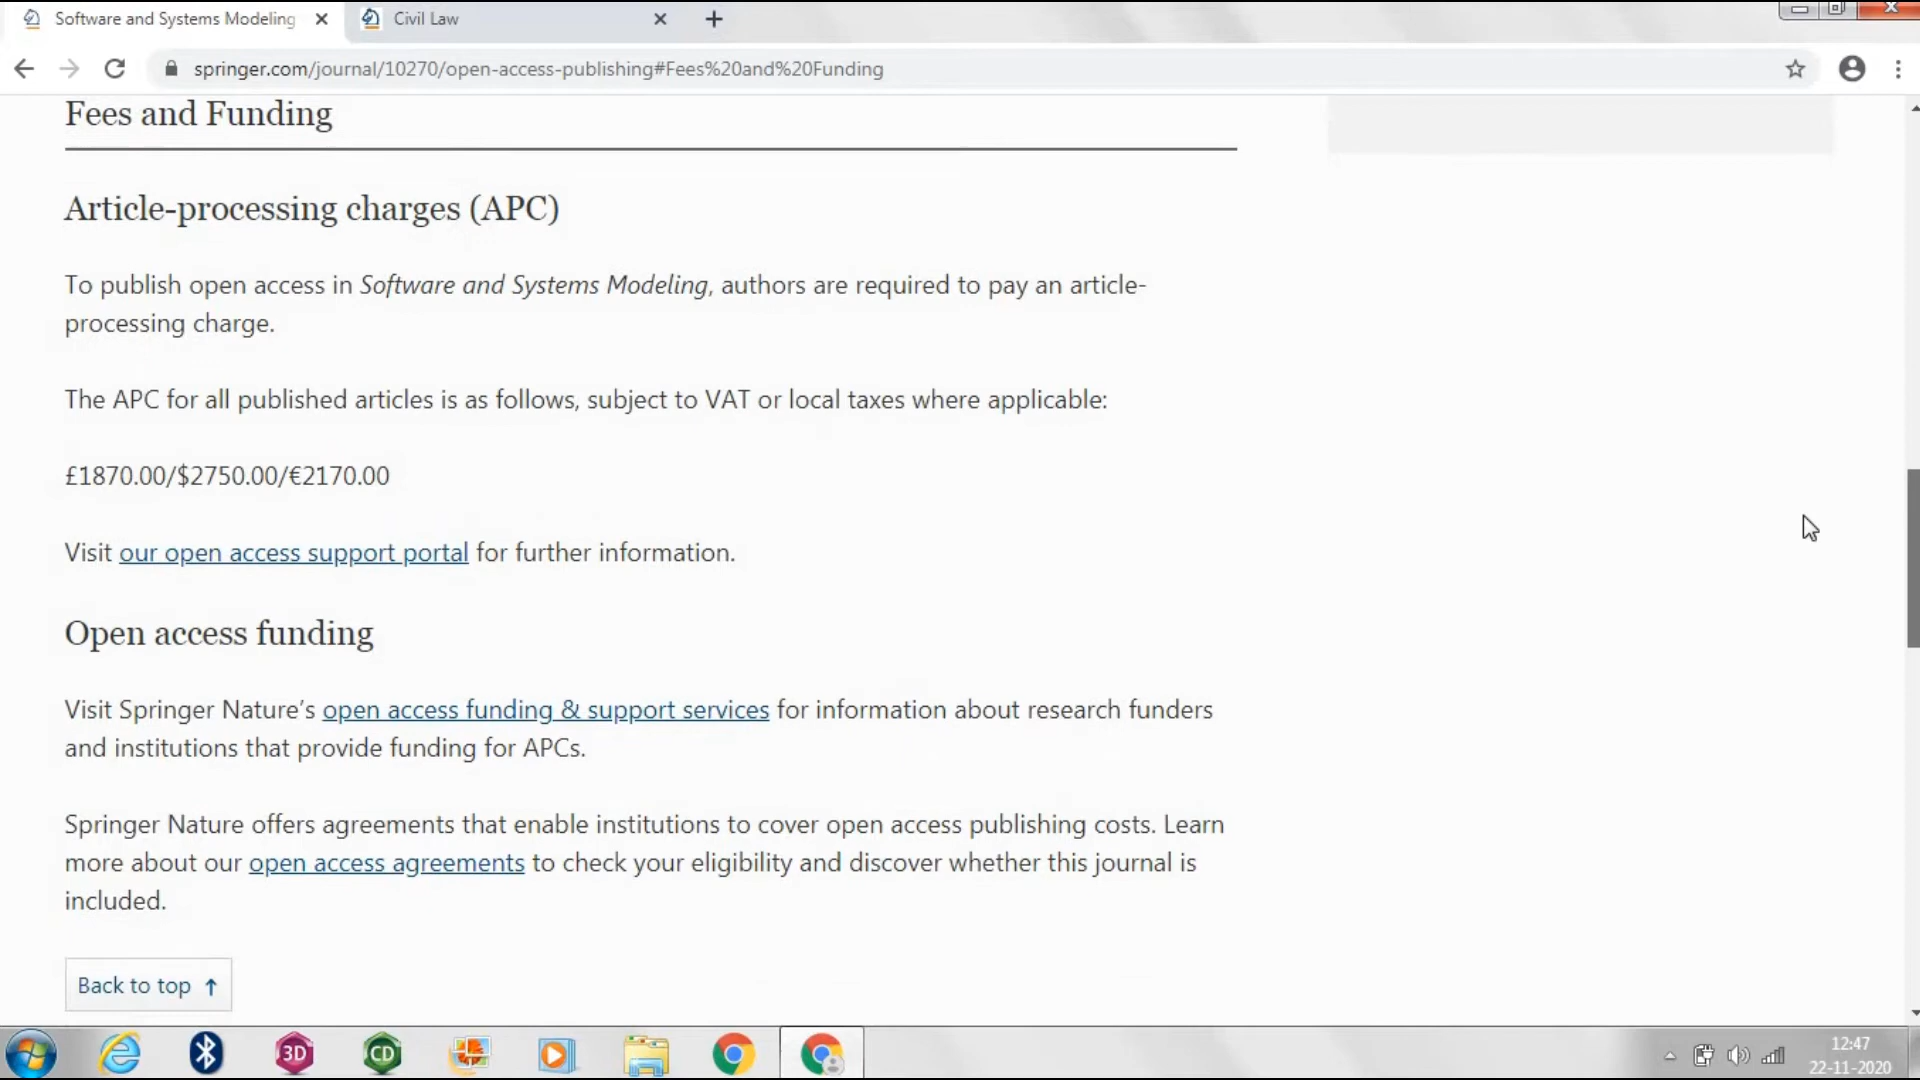 Software and Systems Modeling
Civil Law
springer.com/journal/10270/open-access-publishing#Fees%20and%20Funding
Fees and Funding
Article-processing charges (APC)
To publish open access in Software and Systems Modeling, authors are required to pay an article-
processing charge.
The APC for all published articles is as follows, subject to VAT or local taxes where applicable:
£1870.00/$2750.00/€2170.00
Visit our open access support portal for further information.
Open access funding
Visit Springer Nature’s open access funding & support services for information about research funders
and institutions that provide funding for APCs.
Springer Nature offers agreements that enable institutions to cover open access publishing costs. Learn
more about our open access agreements to check your eligibility and discover whether this journal is
included.
Back to top ↑
3D
CD
12:47
22-11-2020